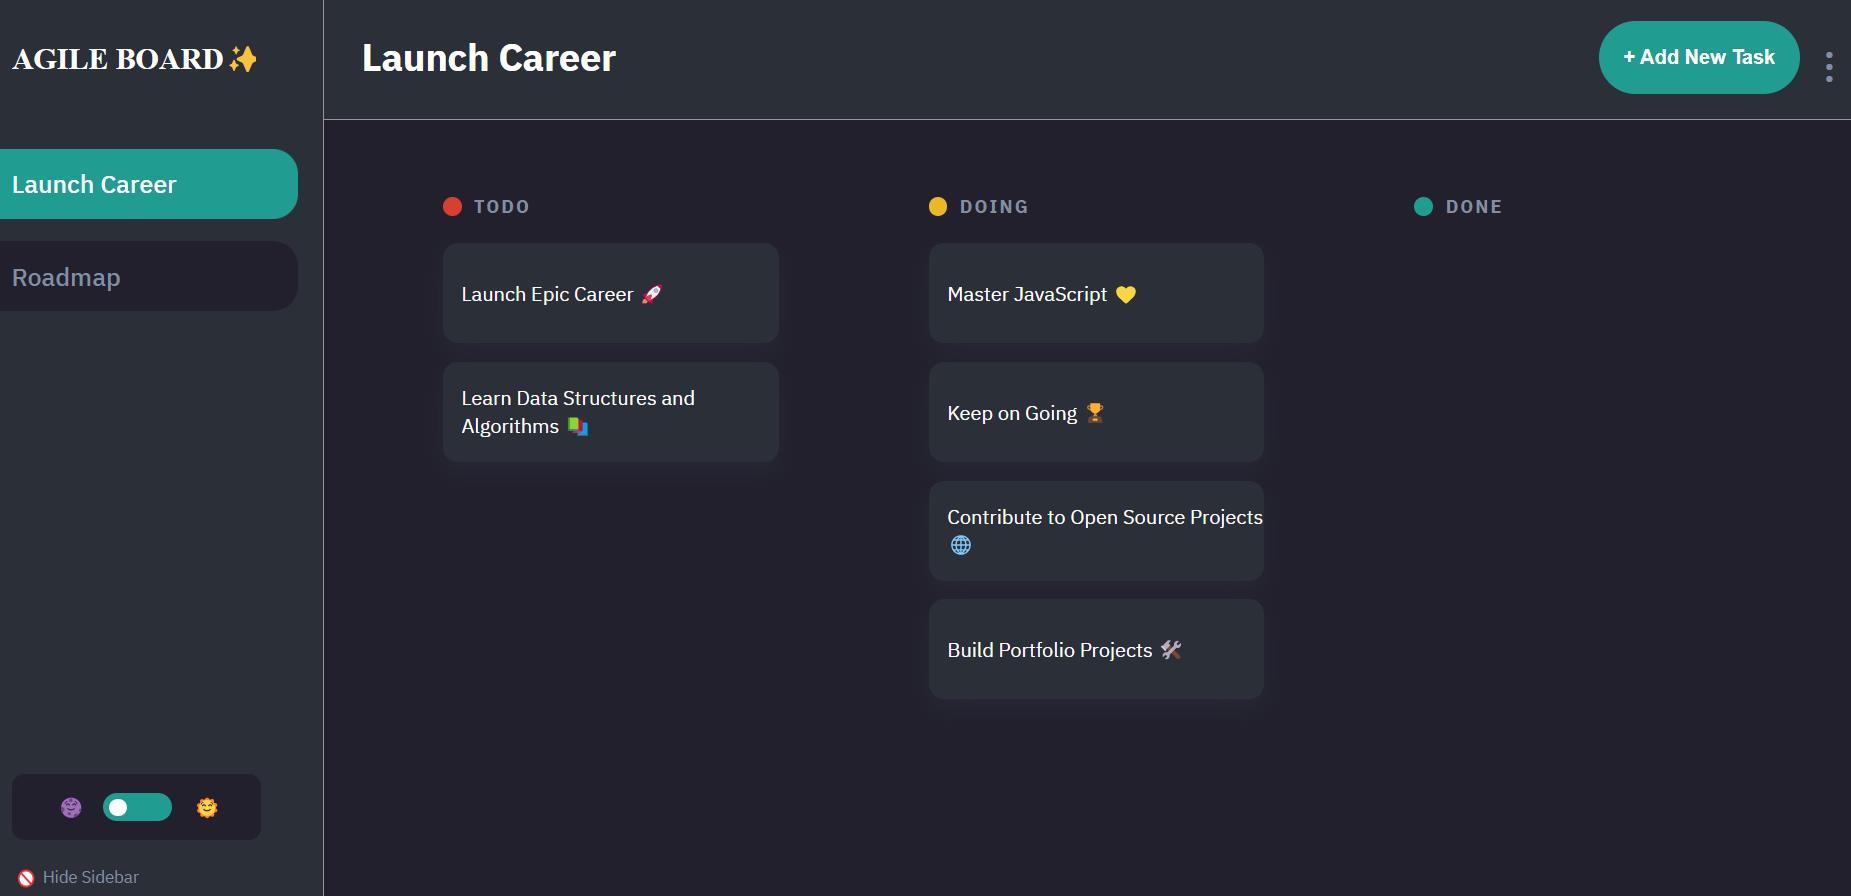 AGILE BOARD✨
Launch Career
Roadmap
🚫 Hide Sidebar
Launch Career
+ Add New Task
TODO
Launch Epic Career 🚀
Learn Data Structures and
Algorithms 📚
DOING
Master JavaScript 💛
Keep on Going 🏆
Contribute to Open Source Projects
🌐
Build Portfolio Projects 🛠️
DONE